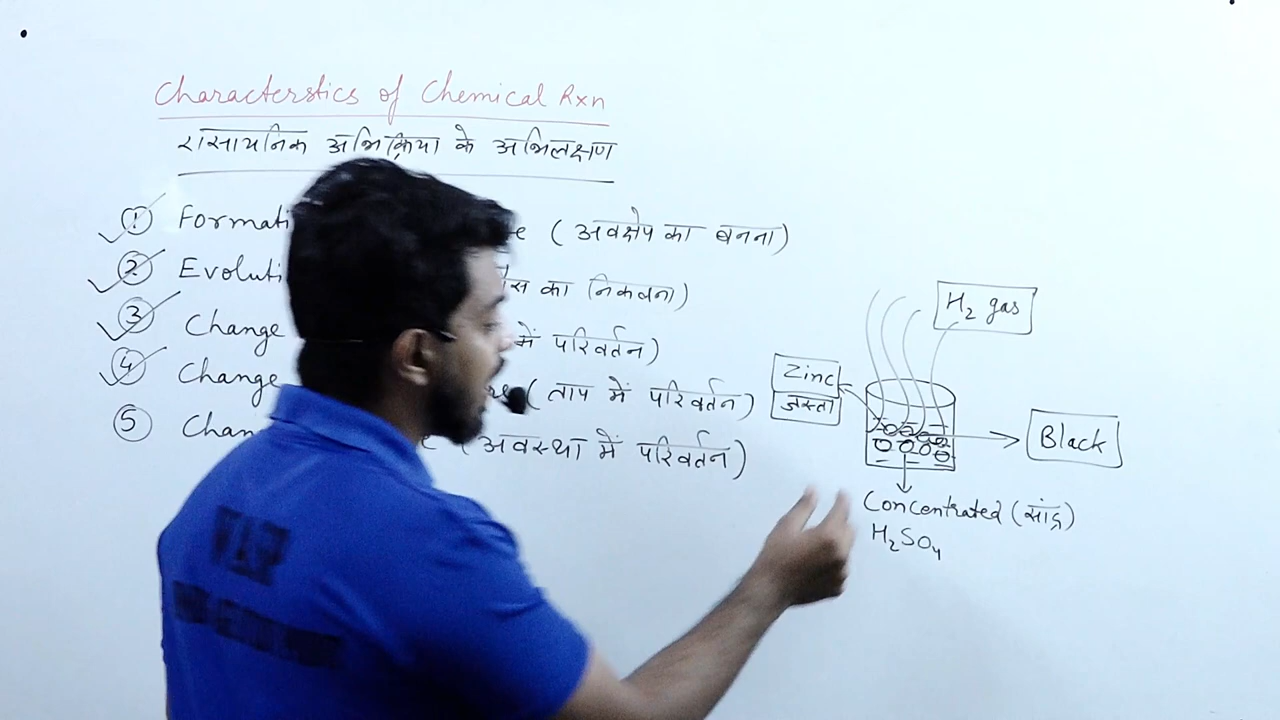 Characterstics of Chemical Rxn
रासायनिक अभिक्रिया के अभिलक्षण
① Formati e (अवक्षेप का बनना)
② Evoluti स का निकलना)
③ Change में परिवर्तन)
④ Change (ताप में परिवर्तन)
⑤ Chan e (अवस्था में परिवर्तन)
H₂ gas
Zinc
जस्ता
Black
Concentrated (सांद्र)
H₂SO₄